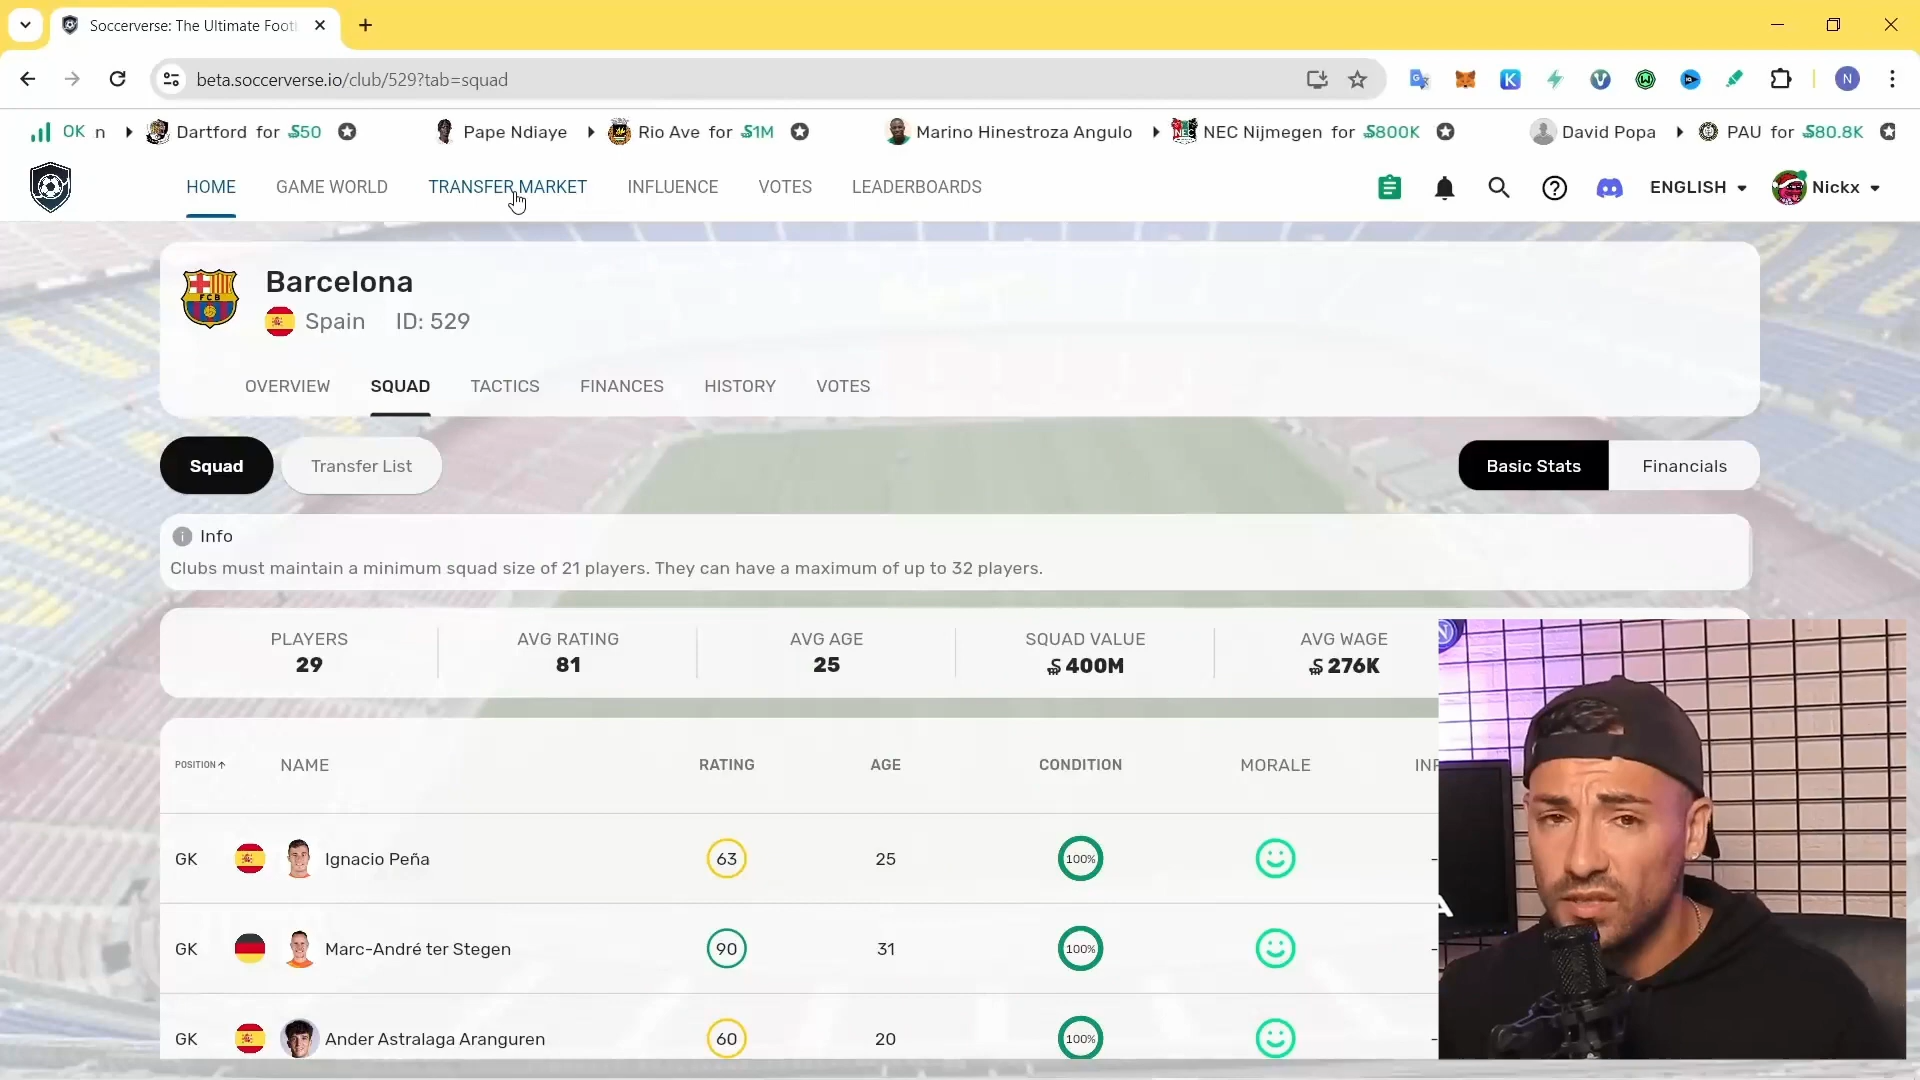 Soccerverse: The Ultimate Foot
beta.soccerverse.io/club/529?tab=squad
N
OK n Dartford for $50 Pape Ndiaye Rio Ave for $1M Marino Hinestroza Angulo NEC Nijmegen for $800K David Popa PAU for $80.8K
HOME GAME WORLD TRANSFER MARKET INFLUENCE VOTES LEADERBOARDS ENGLISH Nickx
Barcelona
FCB
Spain ID: 529
OVERVIEW SQUAD TACTICS FINANCES HISTORY VOTES
Squad Transfer List Basic Stats Financials
Info
Clubs must maintain a minimum squad size of 21 players. They can have a maximum of up to 32 players.
PLAYERS AVG RATING AVG AGE SQUAD VALUE AVG WAGE
29 81 25 400M 276K
POSITION NAME RATING AGE CONDITION MORALE
GK Ignacio Peña 63 25 100% -
GK Marc-André ter Stegen 90 31 100% -
GK Ander Astralaga Aranguren 60 20 100% -